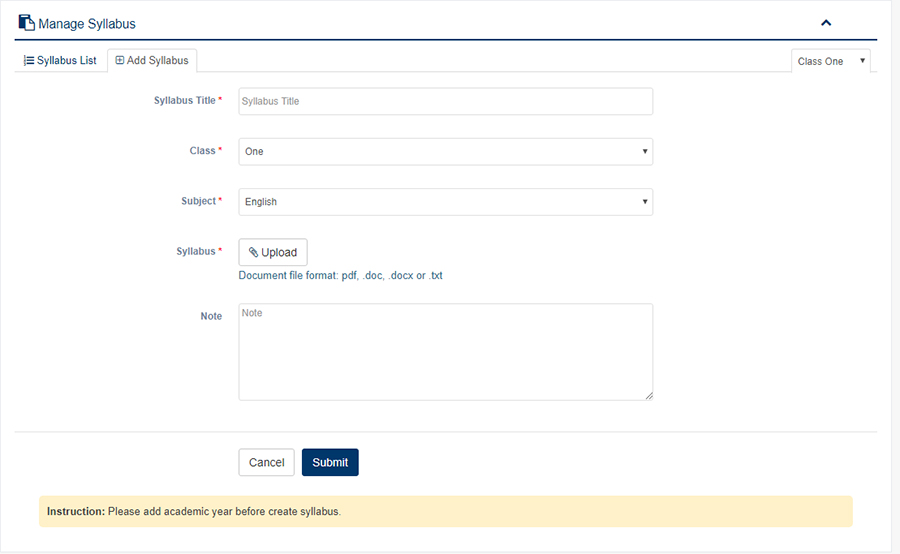 Manage Syllabus
Syllabus List Add Syllabus Class One
Syllabus Title * Syllabus Title
Class * One
Subject * English
Syllabus * Upload
Document file format: pdf, .doc, .docx or .txt
Note Note
Cancel Submit
Instruction: Please add academic year before create syllabus.